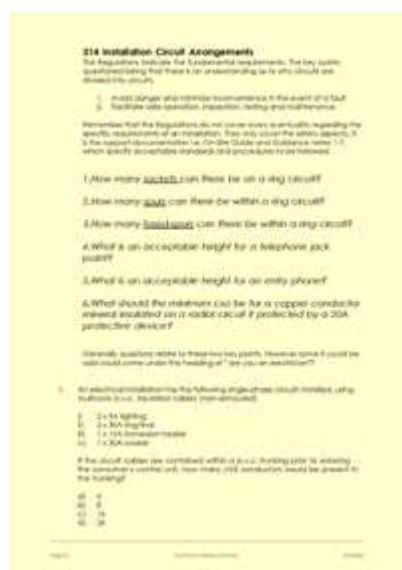 314 Installation Circuit Arrangements
The Regulations indicate the fundamental requirements. The key points
questioned being that there is an understanding as to why circuits are
divided into circuits.
1. Avoid danger and minimize inconvenience in the event of a fault
2. Facilitate safe operation, inspection, testing and maintenance
Remember that the Regulations do not cover every eventuality regarding the
specific requirements of an installation. They only cover the safety aspects. It
is the support documentation i.e. On-Site Guide and Guidance notes 1-7,
which specify acceptable standards and procedures to be followed.
1.How many sockets can there be on a ring circuit?
2.How many spurs can there be within a ring circuit?
3.How many fused spurs can there be within a ring circuit?
4.What is an acceptable height for a telephone jack
point?
5.What is an acceptable height for an entry phone?
6.What should the minimum csa be for a copper conductor
mineral insulated on a radial circuit if protected by a 20A
protective device?
Generally questions relate to these two key points. However some if could be
said could come under the heading of " are you an electrician?"
1. An electrical installation has the following single-phase circuits installed, using
multicore p.v.c. insulated cables (non-armoured)
i) 2 x 6A lighting
ii) 2 x 30A ring final
iii) 1 x 15A immersion heater
iv) 1 x 30A cooker
If the circuit cables are contained within a p.v.c. trunking prior to entering
the consumer's control unit, how many LIVE conductors would be present in
the trunking?
a) 6
b) 8
c) 16
d) 24